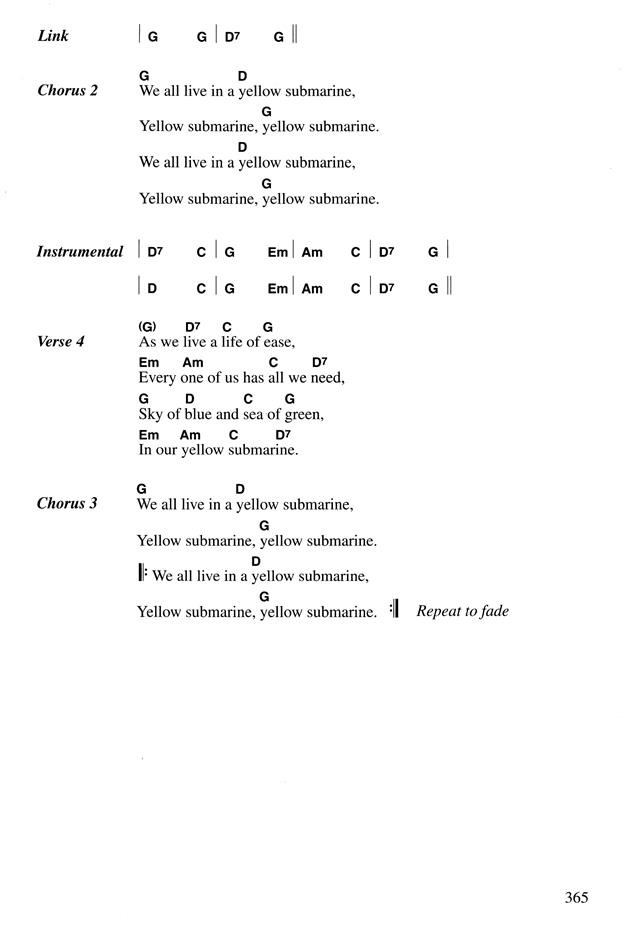 Link | G G | D7 G ||
G D
Chorus 2 We all live in a yellow submarine,
G
Yellow submarine, yellow submarine.
D
We all live in a yellow submarine,
G
Yellow submarine, yellow submarine.
Instrumental | D7 C | G Em | Am C | D7 G |
| D C | G Em | Am C | D7 G ||
(G) D7 C G
Verse 4 As we live a life of ease,
Em Am C D7
Every one of us has all we need,
G D C G
Sky of blue and sea of green,
Em Am C D7
In our yellow submarine.
G D
Chorus 3 We all live in a yellow submarine,
G
Yellow submarine, yellow submarine.
D
‖: We all live in a yellow submarine,
G
Yellow submarine, yellow submarine. :‖ Repeat to fade
365